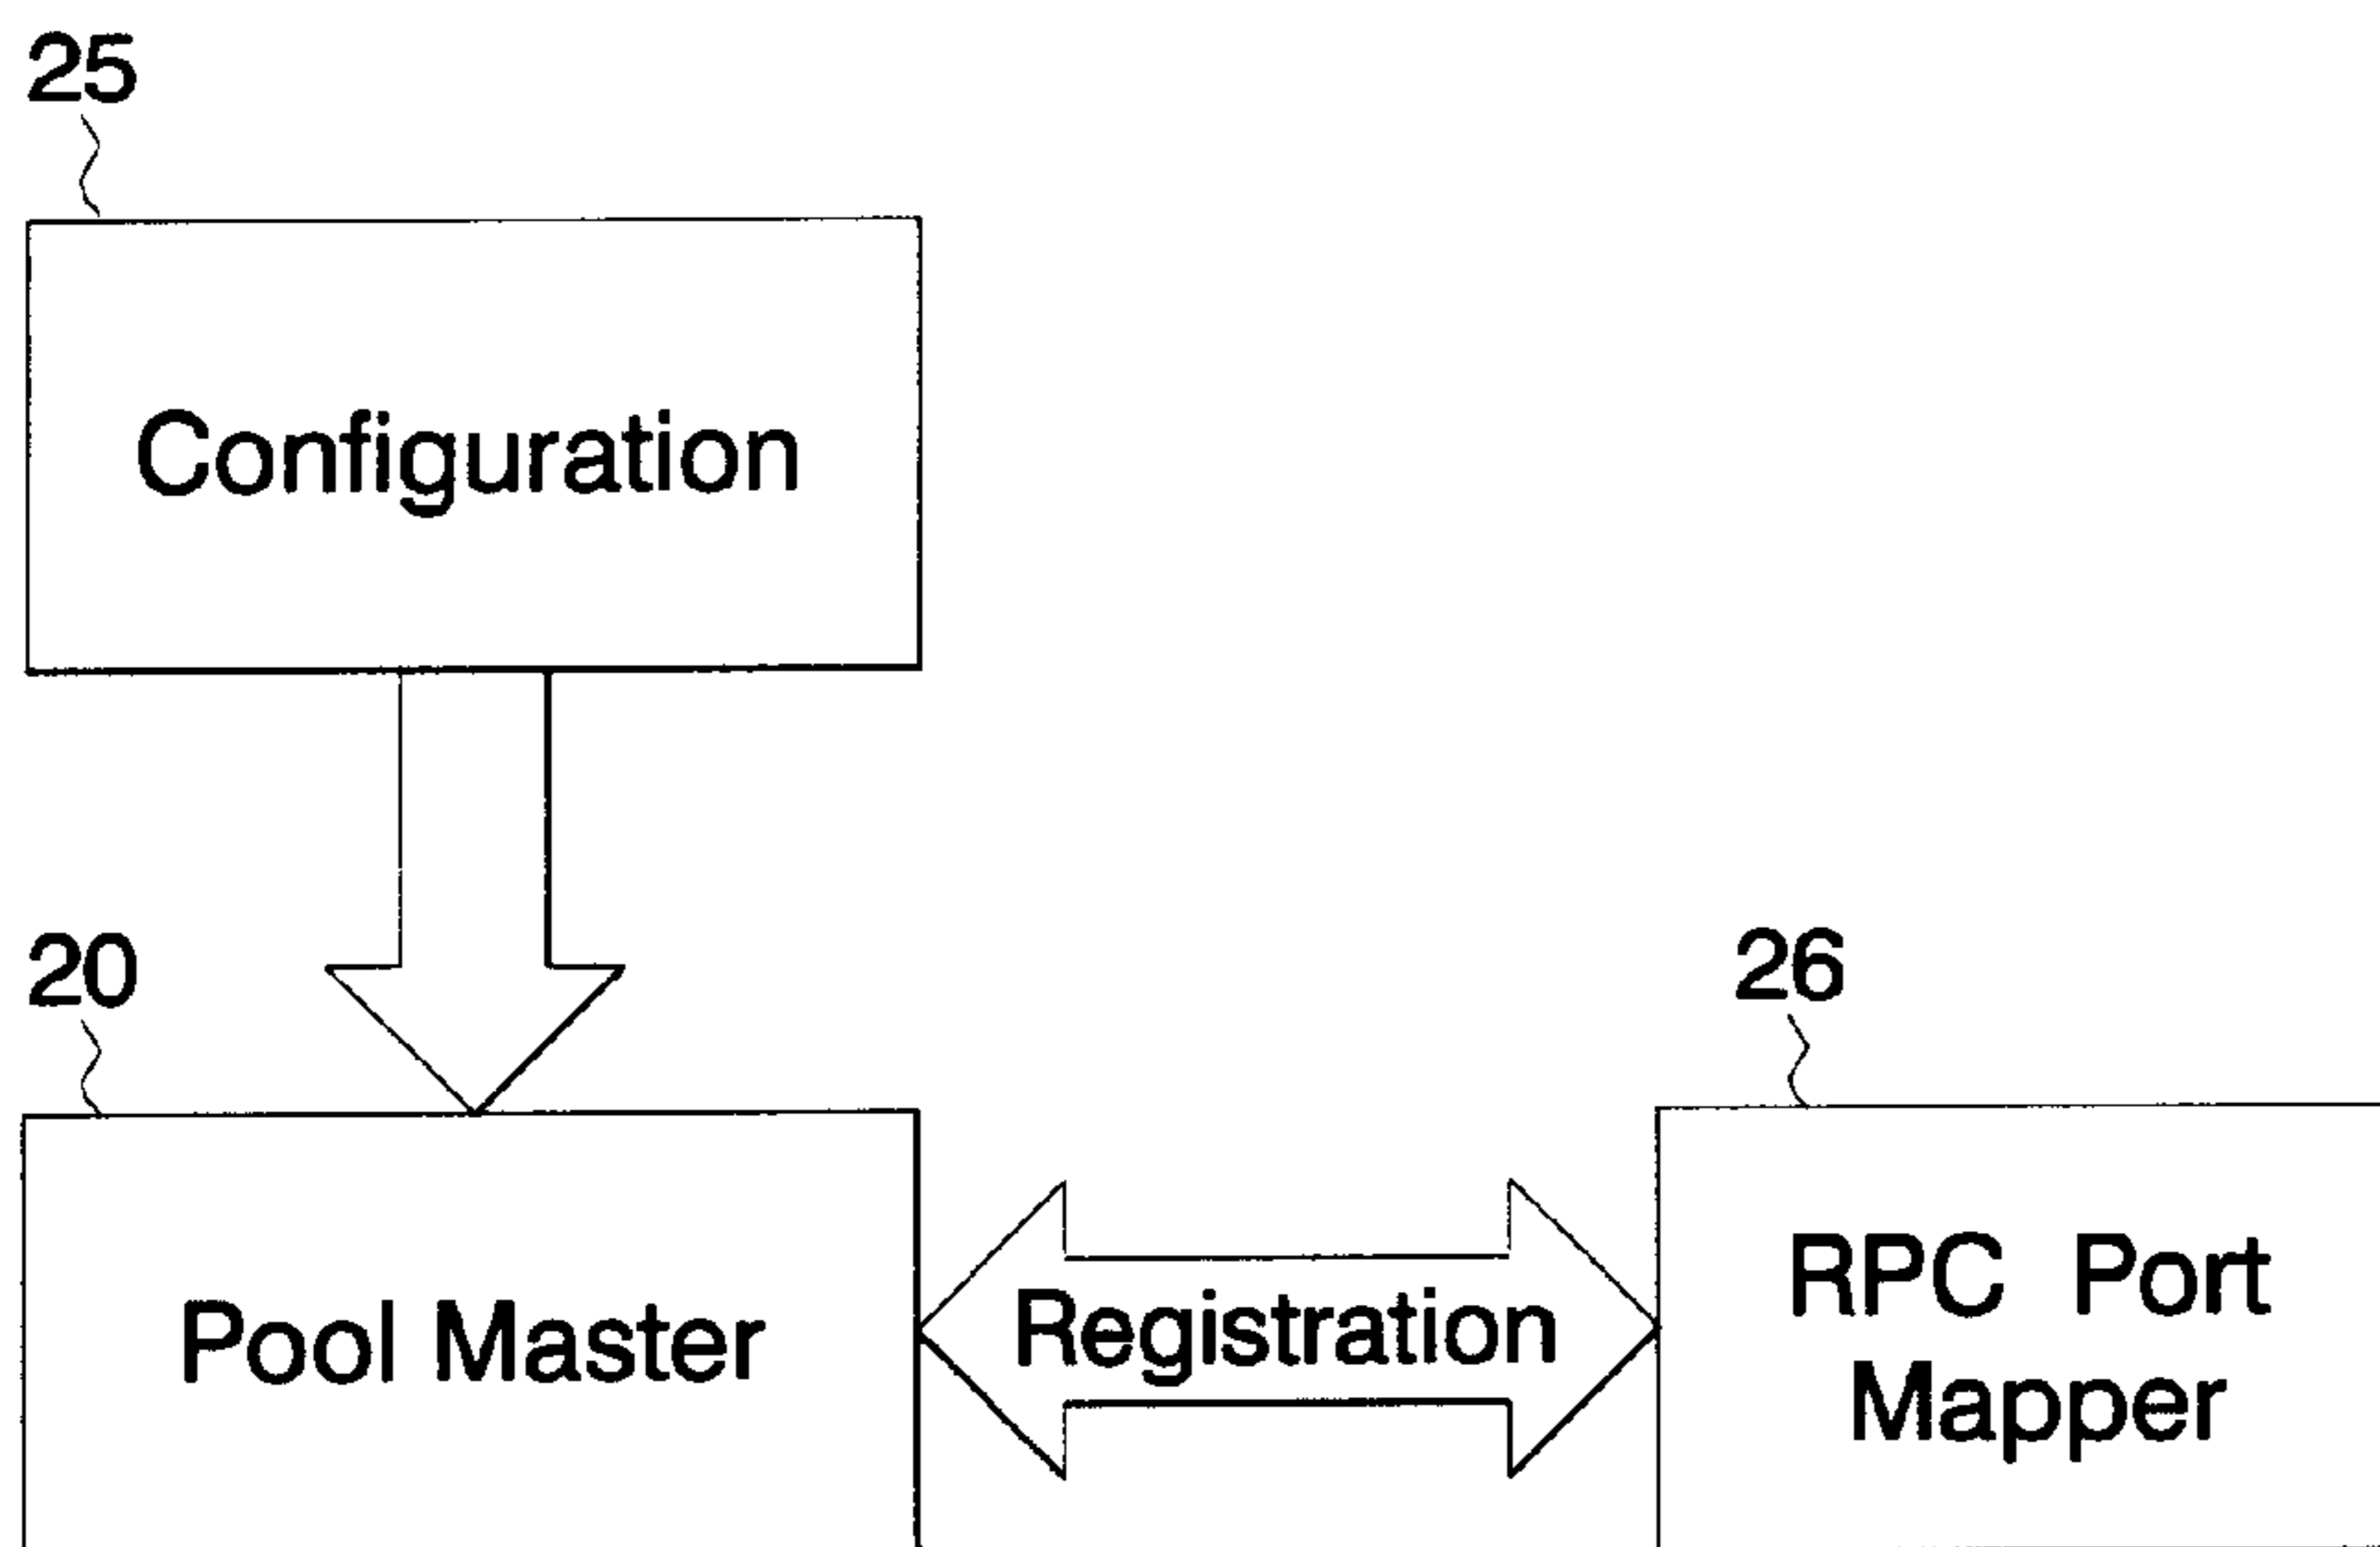 25
Configuration
20
26
Pool Master
Registration
RPC Port
Mapper